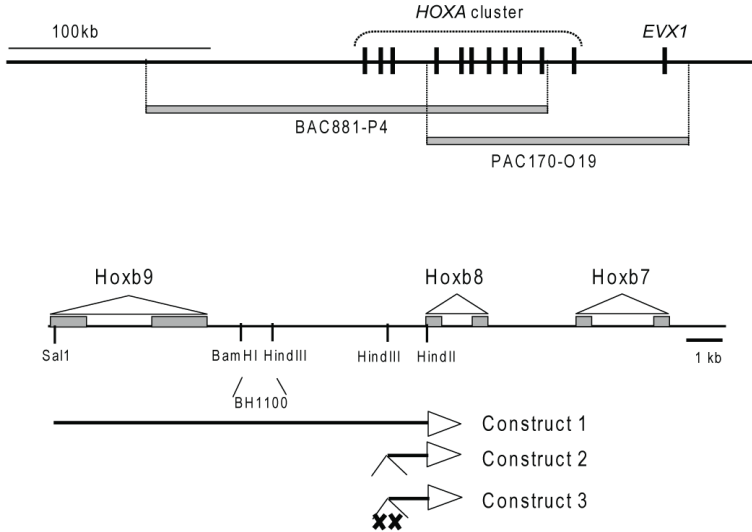 HOXA cluster
100kb
EVX1
BAC881-P4
PAC170-O19
Hoxb9
Hoxb8
Hoxb7
Sal1
BamHI
HindIII
HindIII
HindII
1 kb
BH1100
Construct 1
Construct 2
Construct 3